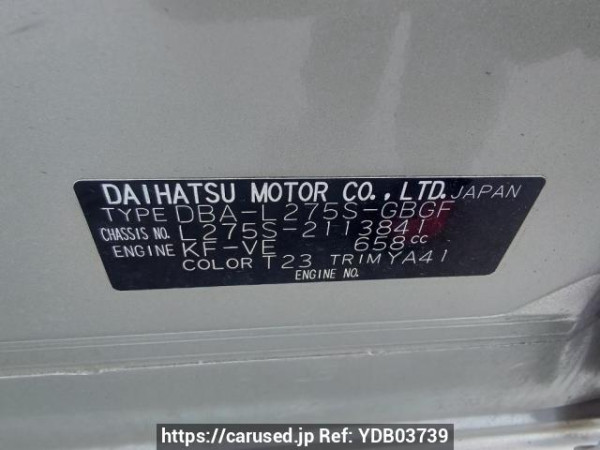 DAIHATSU MOTOR CO., LTD. JAPAN
TYPE DBA-L275S-GBGF
CHASSIS NO. L275S-2113841
ENGINE KF-VE 658cc
COLOR T23 TRIM YA41
ENGINE NO.
https://carused.jp Ref: YDB03739